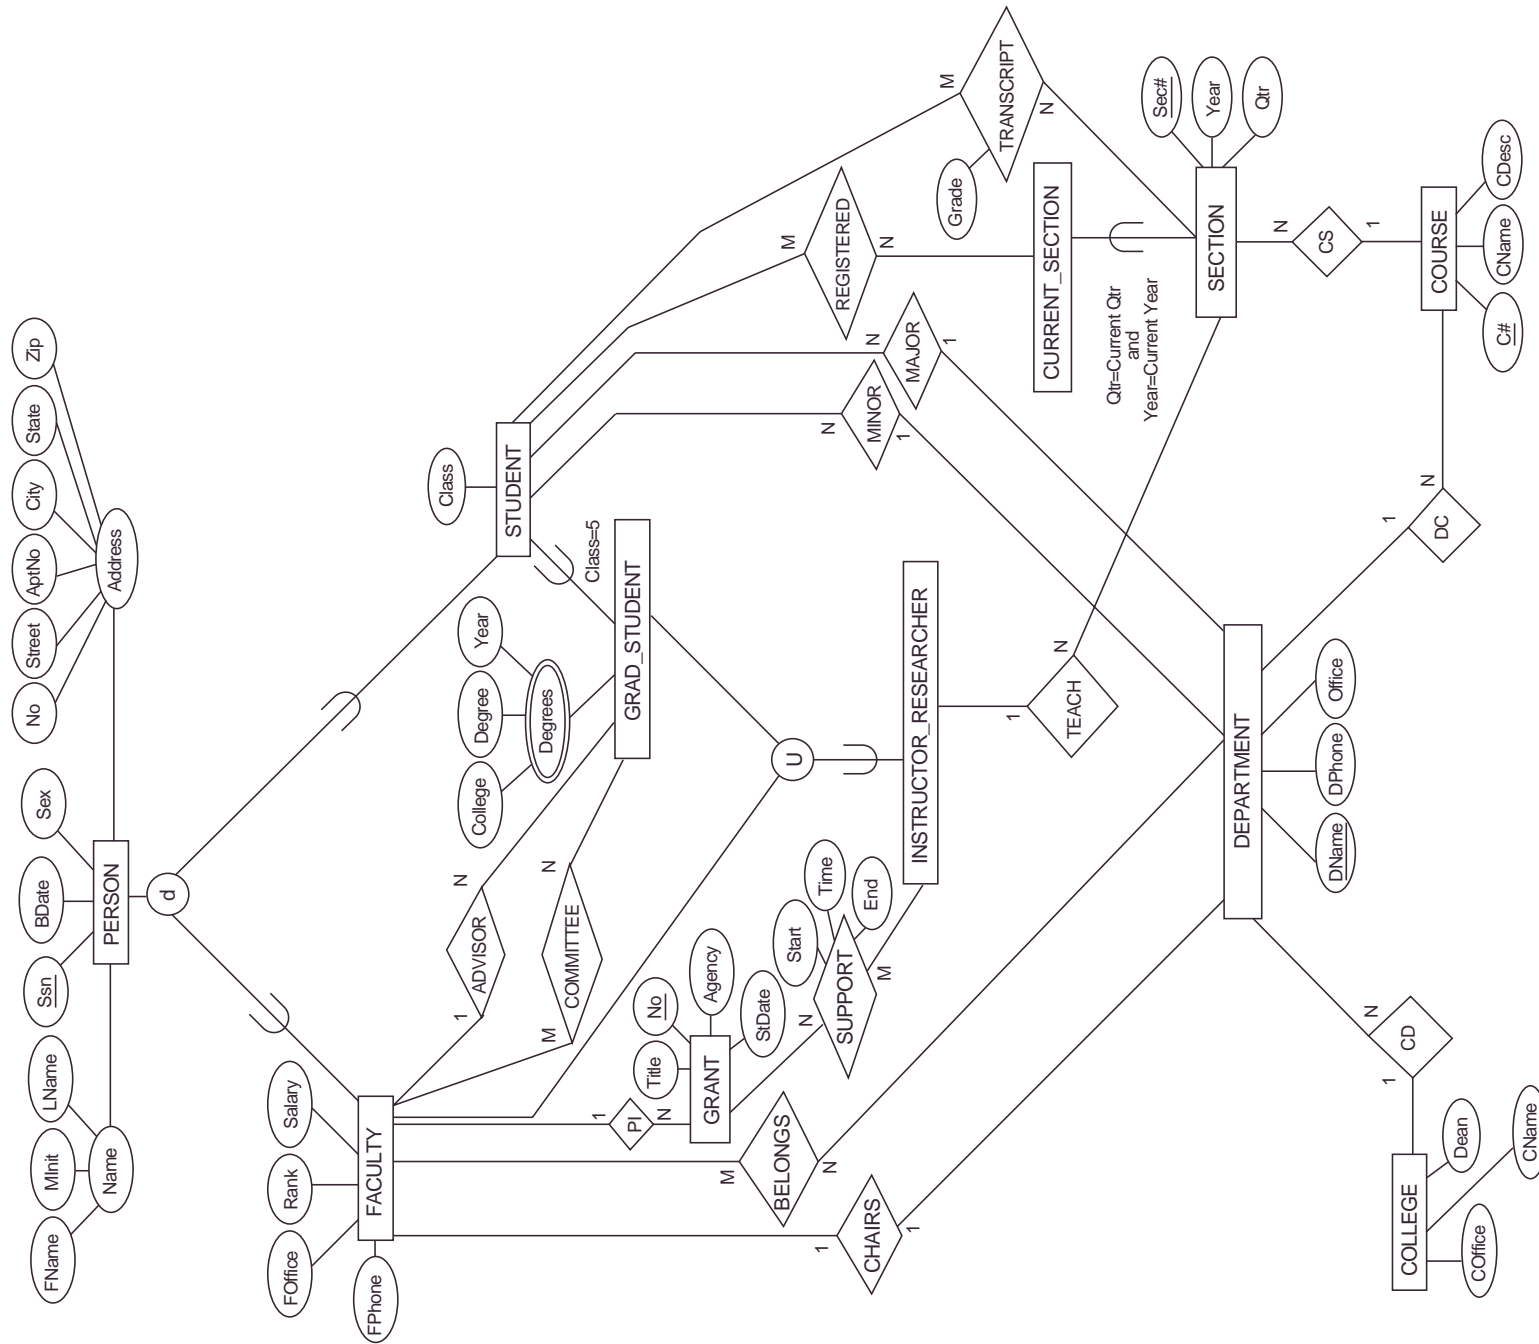 FName
MInit
LName
Name
Ssn
BDate
Sex
PERSON
d
No
Street
AptNo
City
State
Zip
Address
FOffice
Rank
Salary
FPhone
FACULTY
Class
STUDENT
College
Degree
Year
Degrees
GRAD_STUDENT
Class=5
1
ADVISOR
N
M
COMMITTEE
N
1
PI
N
Title
No
Agency
StDate
GRANT
N
SUPPORT
M
Start
Time
End
U
INSTRUCTOR_RESEARCHER
M
BELONGS
N
1
CHAIRS
1
N
MINOR
1
N
MAJOR
1
M
REGISTERED
N
M
TRANSCRIPT
N
Grade
CURRENT_SECTION
Qtr=Current Qtr
and
Year=Current Year
1
TEACH
N
SECTION
Sec#
Year
Qtr
N
CS
1
COURSE
C#
CName
CDesc
DEPARTMENT
DName
DPhone
Office
1
DC
N
N
CD
1
COLLEGE
COffice
CName
Dean